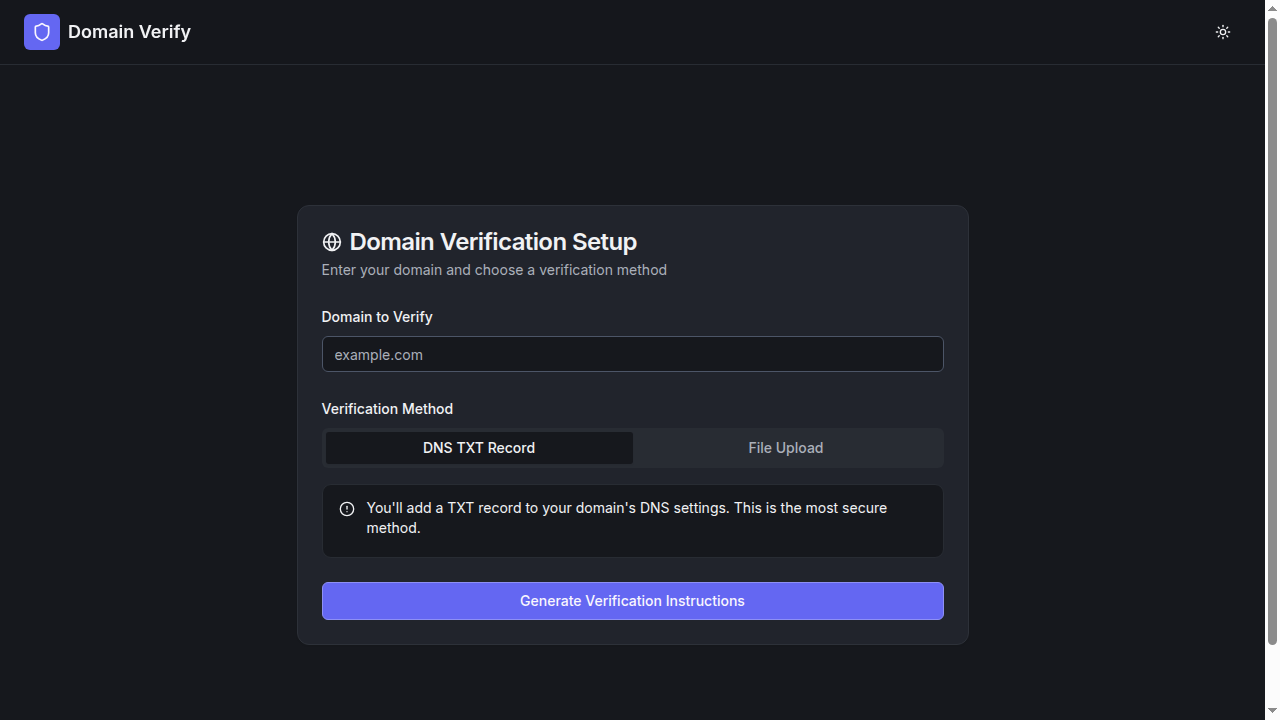 Domain Verify
Domain Verification Setup
Enter your domain and choose a verification method
Domain to Verify
example.com
Verification Method
DNS TXT Record
File Upload
You'll add a TXT record to your domain's DNS settings. This is the most secure
method.
Generate Verification Instructions